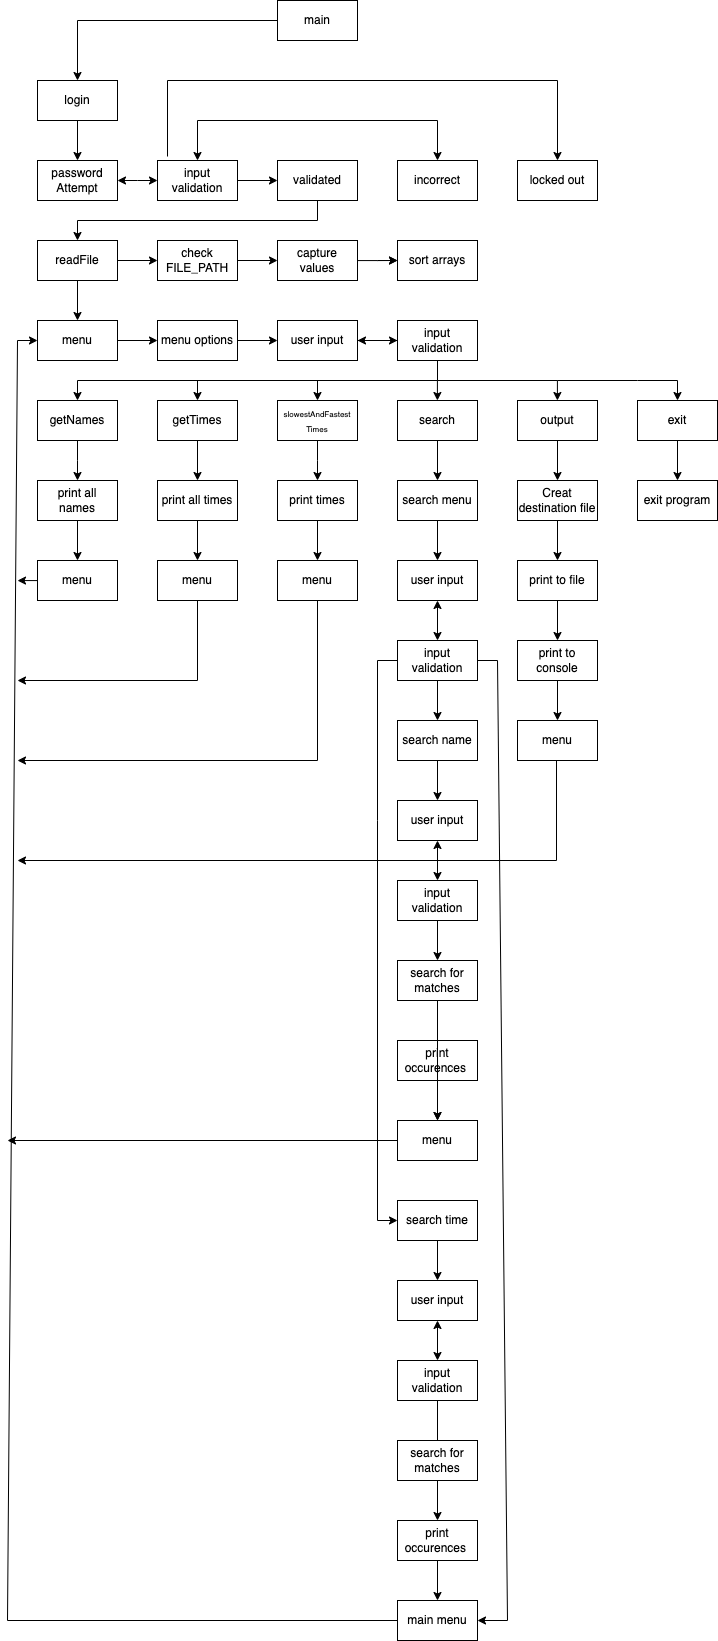 main
login
password
Attempt
input
validation
validated
incorrect
locked out
readFile
check
FILE_PATH
capture
values
sort arrays
menu
menu options
user input
input
validation
getNames
getTimes
slowestAndFastest
Times
search
output
exit
print all
names
print all times
print times
search menu
Creat
destination file
exit program
menu
menu
menu
user input
print to file
input
validation
print to
console
search name
menu
user input
input
validation
search for
matches
print
occurences
menu
search time
user input
input
validation
search for
matches
print
occurences
main menu